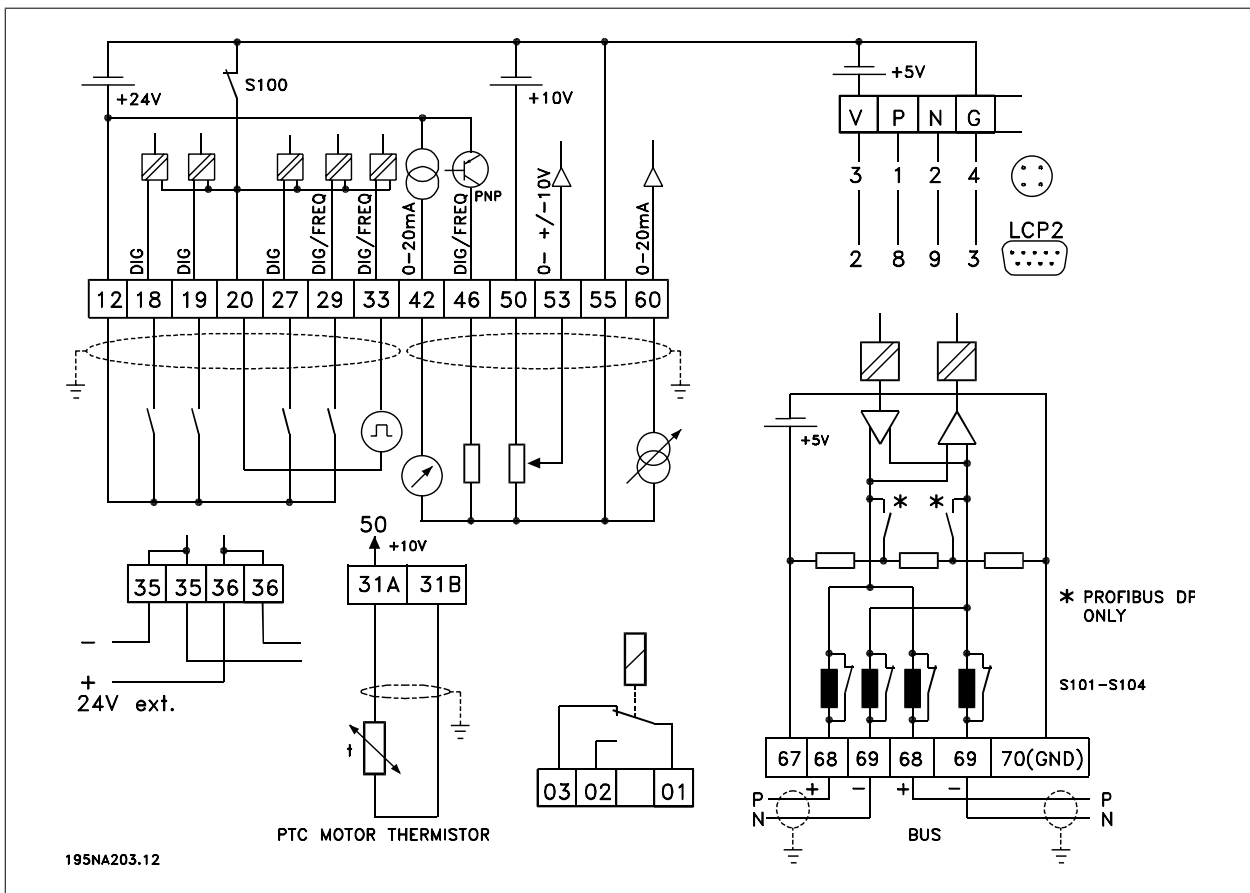 +24V
S100
+10V
+5V
V P N G
3 1 2 4
2 8 9 3
LCP2
DIG
DIG
DIG
DIG/FREQ
DIG/FREQ
0-20mA
DIG/FREQ
PNP
0- +/-10V
0-20mA
12 18 19 20 27 29 33 42 46 50 53 55 60
+5V
* *
* PROFIBUS DP
ONLY
S101-S104
35 35 36 36
-
+
24V ext.
50
+10V
31A 31B
t
PTC MOTOR THERMISTOR
03 02 01
67 68 69 68 69 70(GND)
+ - + -
P P
N N
BUS
195NA203.12